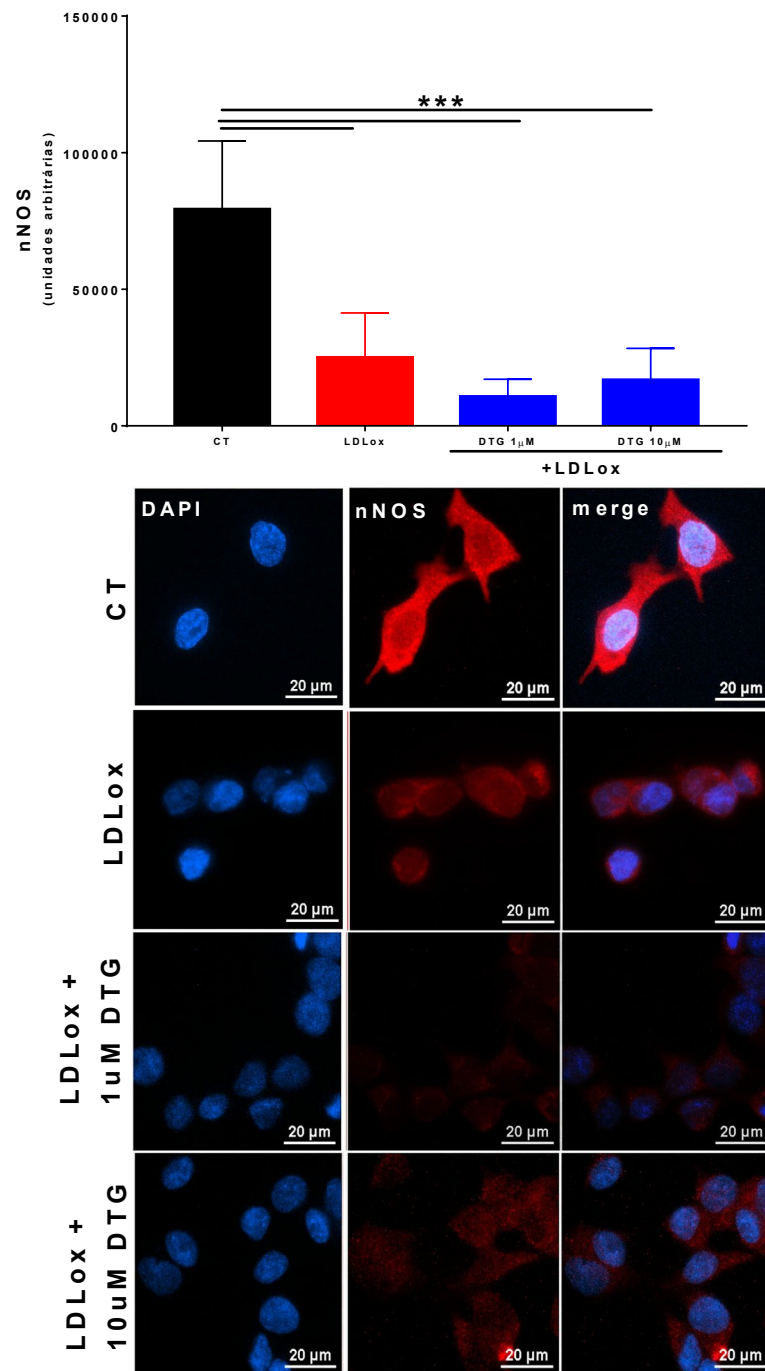 150000
***
100000
nNOS
(unidades arbitrárias)
50000
0
CT
LDLox
DTG 1µM
DTG 10µM
+LDLox
DAPI
nNOS
merge
CT
20 µm
20 µm
20 µm
LDLox
20 µm
20 µm
20 µm
LDLox +
1uM DTG
20 µm
20 µm
20 µm
LDLox +
10uM DTG
20 µm
20 µm
20 µm